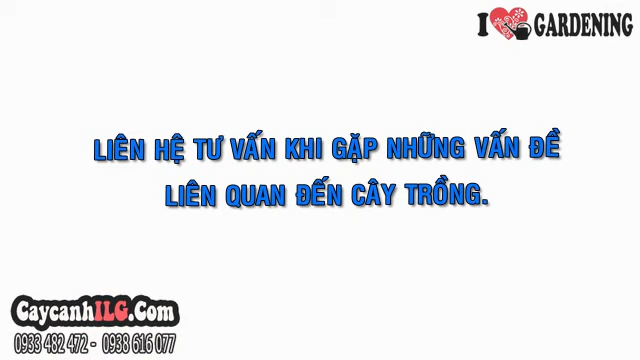 I GARDENING
LIÊN HỆ TƯ VẤN KHI GẶP NHỮNG VẤN ĐỀ
LIÊN QUAN ĐẾN CÂY TRỒNG.
CaycanhILG.Com
0933 482 472 - 0938 616 077